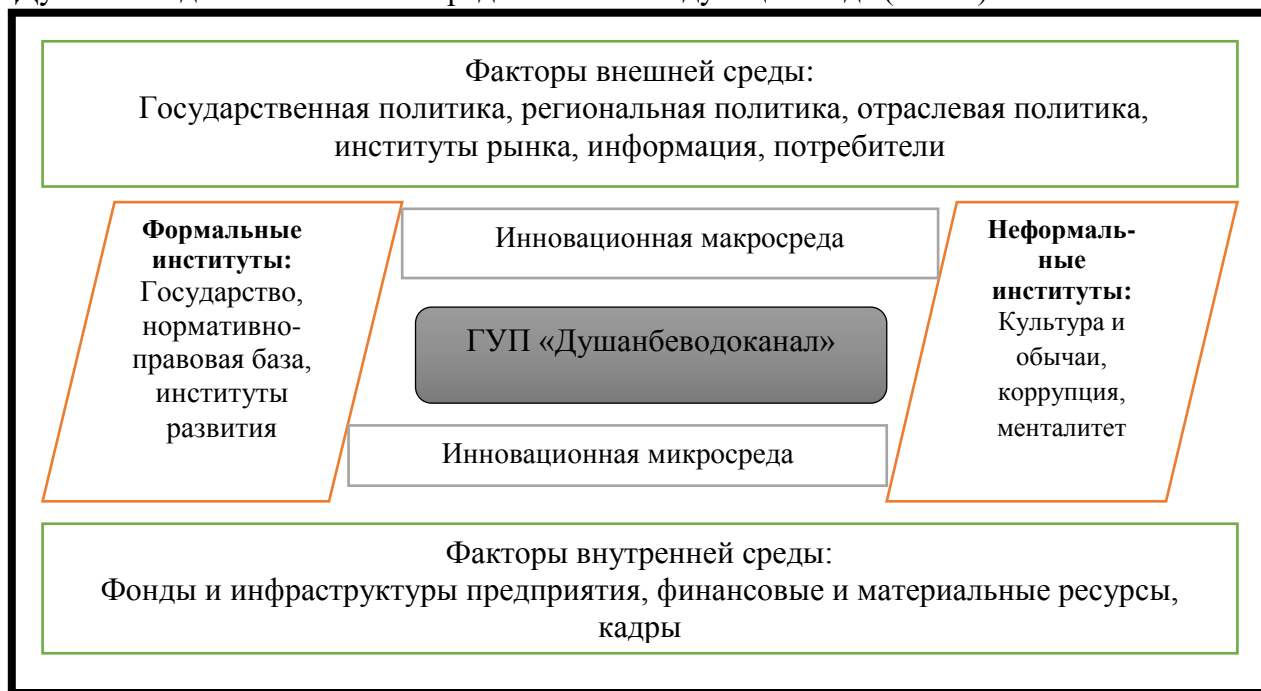 Факторы внешней среды:
Государственная политика, региональная политика, отраслевая политика,
институты рынка, информация, потребители
Формальные
институты:
Государство,
нормативно-
правовая база,
институты
развития
Инновационная макросреда
ГУП «Душанбеводоканал»
Инновационная микросреда
Неформаль-
ные
институты:
Культура и
обычаи,
коррупция,
менталитет
Факторы внутренней среды:
Фонды и инфраструктуры предприятия, финансовые и материальные ресурсы,
кадры